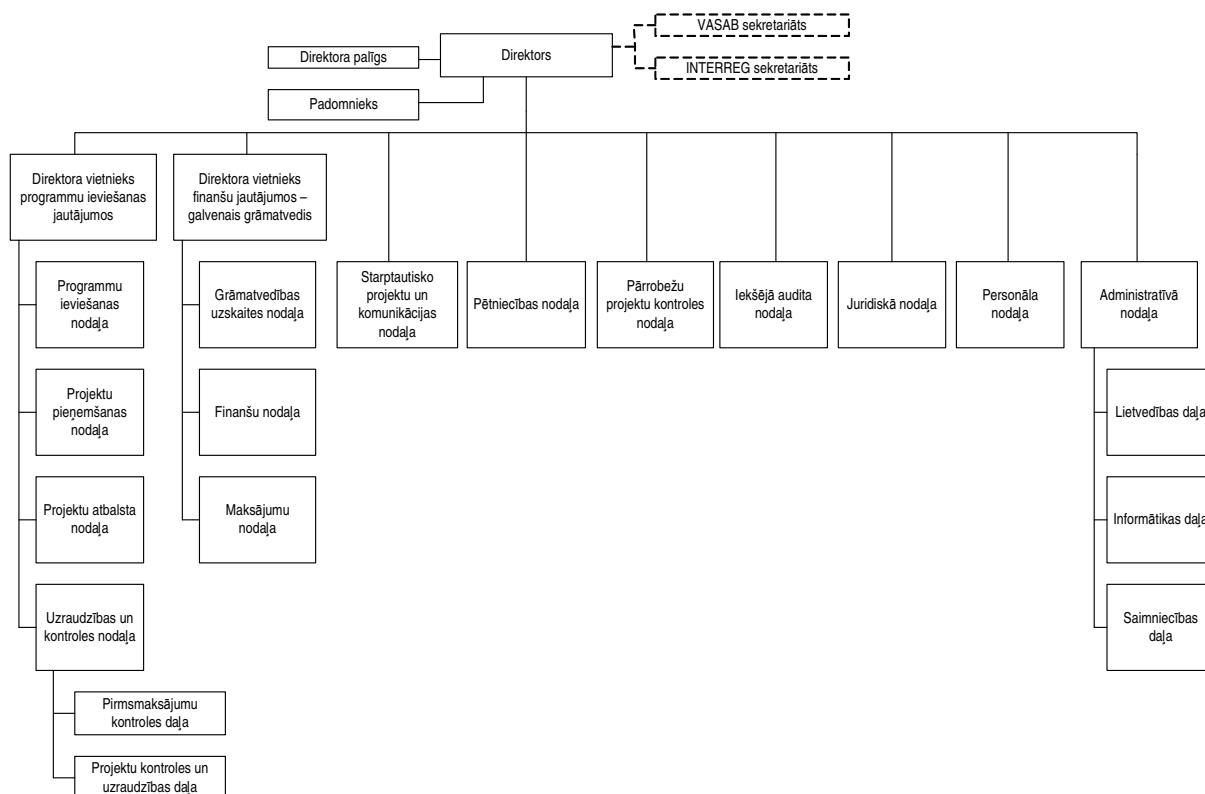 VASAB sekretariāts
Direktora palīgs
Direktors
INTERREG sekretariāts
Padomnieks
Direktora vietnieks
programmu ieviešanas
jautājumos
Direktora vietnieks
finanšu jautājumos –
galvenais grāmatvedis
Programmu
ieviešanas
nodaļa
Grāmatvedības
uzskaites nodaļa
Starptautisko
projektu un
komunikācijas
nodaļa
Pētniecības nodaļa
Pārrobežu
projektu kontroles
nodaļa
Iekšējā audita
nodaļa
Juridiskā nodaļa
Personāla
nodaļa
Administratīvā
nodaļa
Projektu
pieņemšanas
nodaļa
Finanšu nodaļa
Lietvedības daļa
Projektu atbalsta
nodaļa
Maksājumu
nodaļa
Informātikas daļa
Uzraudzības un
kontroles nodaļa
Saimniecības
daļa
Pirmsmaksājumu
kontroles daļa
Projektu kontroles un
uzraudzības daļa